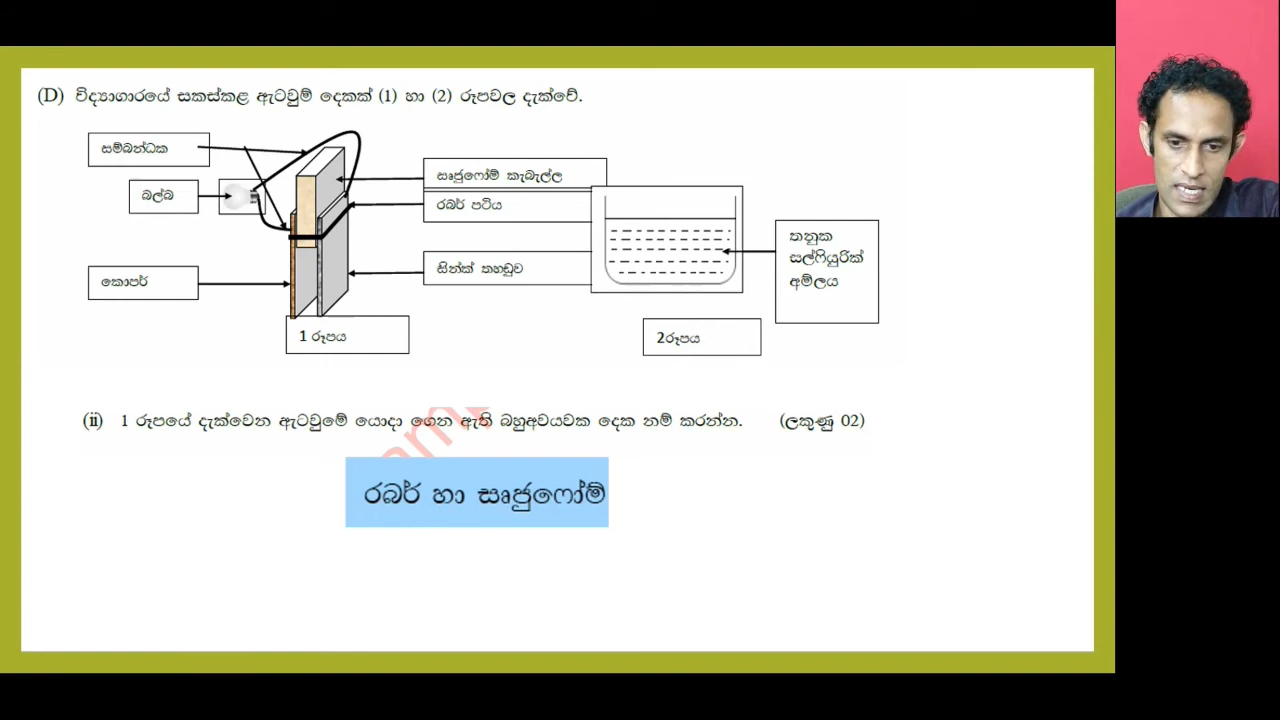 (D) විද්‍යාගාරයේ සකස්කළ ඇටවුම් දෙකක් (1) හා (2) රූපවල දැක්වේ.
සම්බන්ධක
බල්බ
කොපර්
සෘජුෆෝම් කැබැල්ල
රබර් පටිය
සින්ක් තහඩුව
තනුක
සල්ෆියුරික්
අම්ලය
1 රූපය
2රූපය
(ii) 1 රූපයේ දැක්වෙන ඇටවුමේ යොදා ගෙන ඇති බහුඅවයවක දෙක නම් කරන්න. (ලකුණු 02)
රබර් හා සෘජුෆෝම්